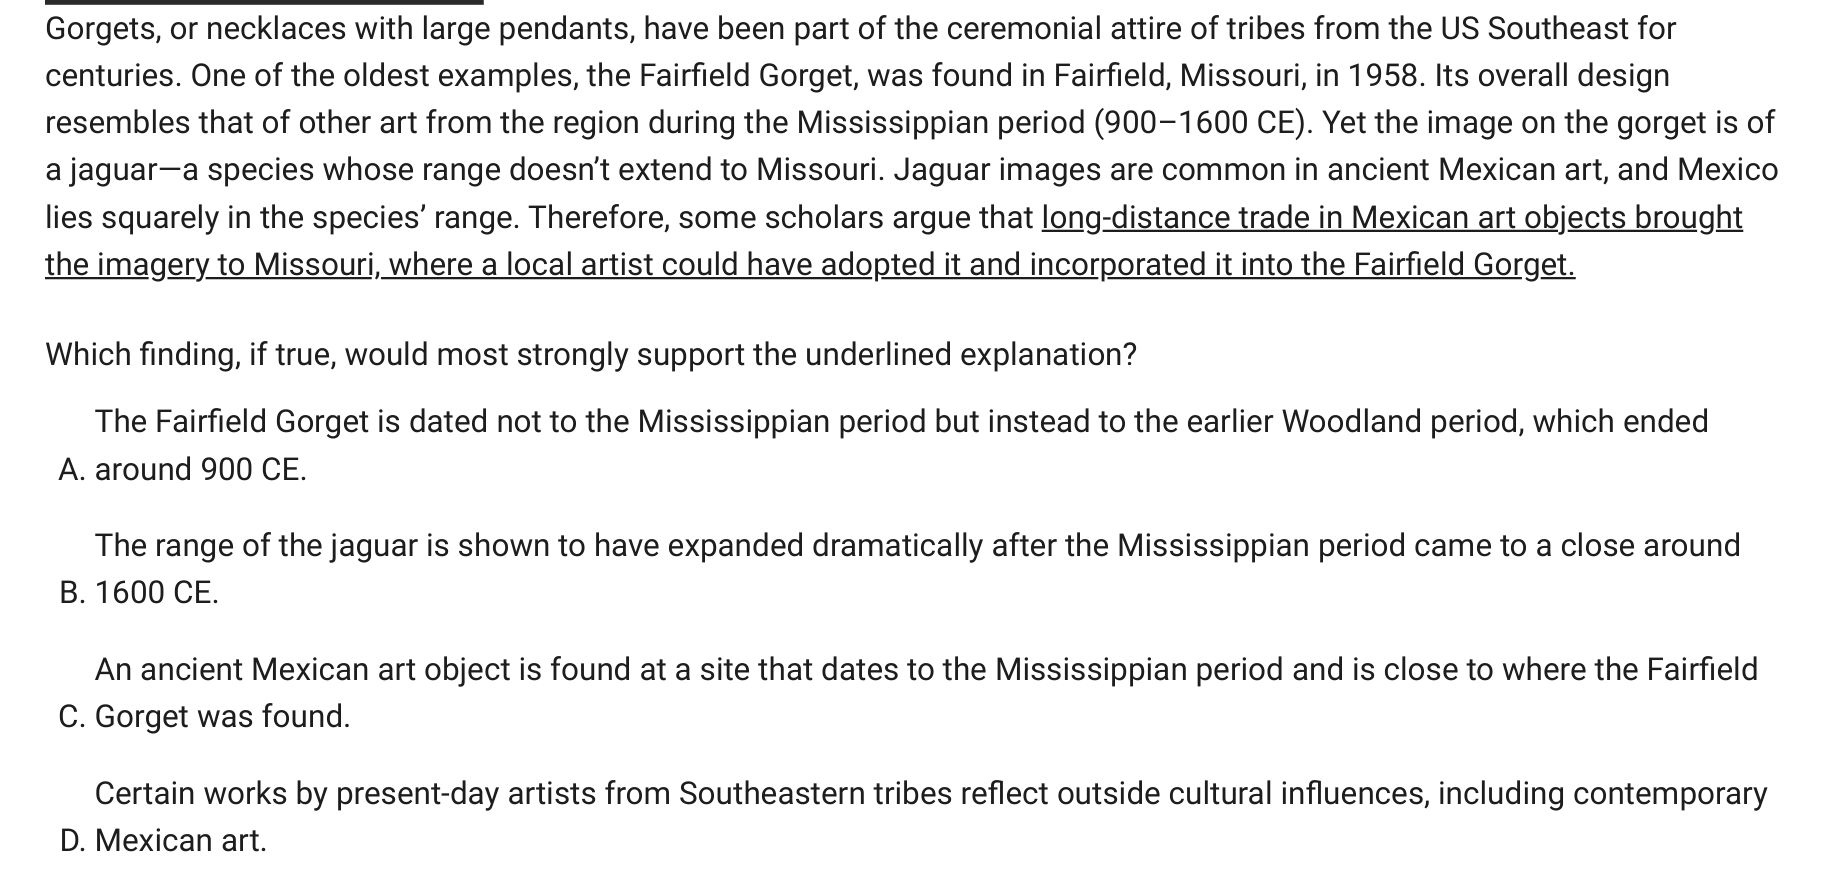 Gorgets, or necklaces with large pendants, have been part of the ceremonial attire of tribes from the US Southeast for
centuries. One of the oldest examples, the Fairfield Gorget, was found in Fairfield, Missouri, in 1958. Its overall design
resembles that of other art from the region during the Mississippian period (900–1600 CE). Yet the image on the gorget is of
a jaguar—a species whose range doesn’t extend to Missouri. Jaguar images are common in ancient Mexican art, and Mexico
lies squarely in the species’ range. Therefore, some scholars argue that long-distance trade in Mexican art objects brought
the imagery to Missouri, where a local artist could have adopted it and incorporated it into the Fairfield Gorget.
Which finding, if true, would most strongly support the underlined explanation?
The Fairfield Gorget is dated not to the Mississippian period but instead to the earlier Woodland period, which ended
A. around 900 CE.
The range of the jaguar is shown to have expanded dramatically after the Mississippian period came to a close around
B. 1600 CE.
An ancient Mexican art object is found at a site that dates to the Mississippian period and is close to where the Fairfield
C. Gorget was found.
Certain works by present-day artists from Southeastern tribes reflect outside cultural influences, including contemporary
D. Mexican art.